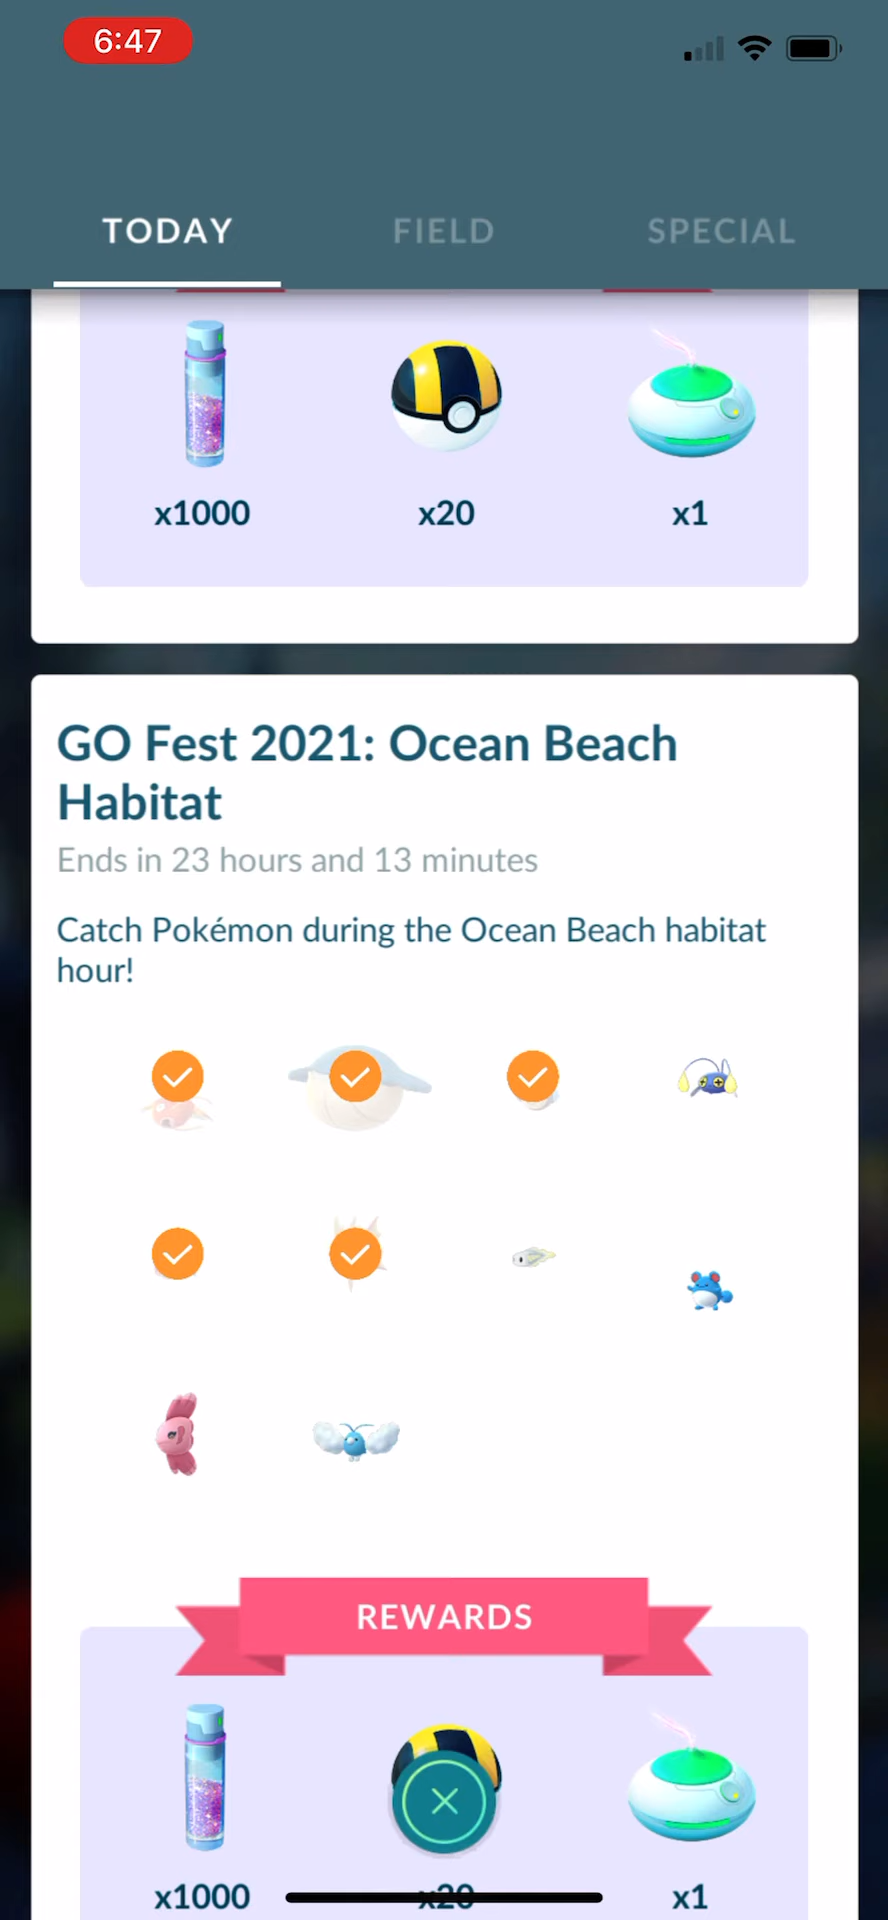 6:47
TODAY FIELD SPECIAL
x1000 x20 x1
GO Fest 2021: Ocean Beach
Habitat
Ends in 23 hours and 13 minutes
Catch Pokémon during the Ocean Beach habitat
hour!
REWARDS
x1000 x20 x1